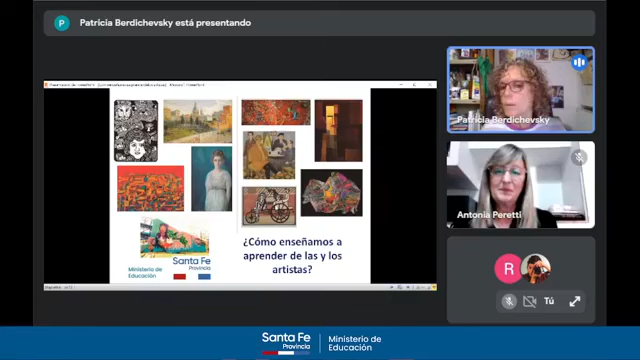 P Patricia Berdichevsky está presentando
¿Cómo enseñamos a
aprender de las y los
artistas?
Santa Fe
Provincia
Ministerio de
Educación
Patricia Berdichevsky
Antonia Peretti
R
Tú
Santa Fe
Provincia
Ministerio de
Educación